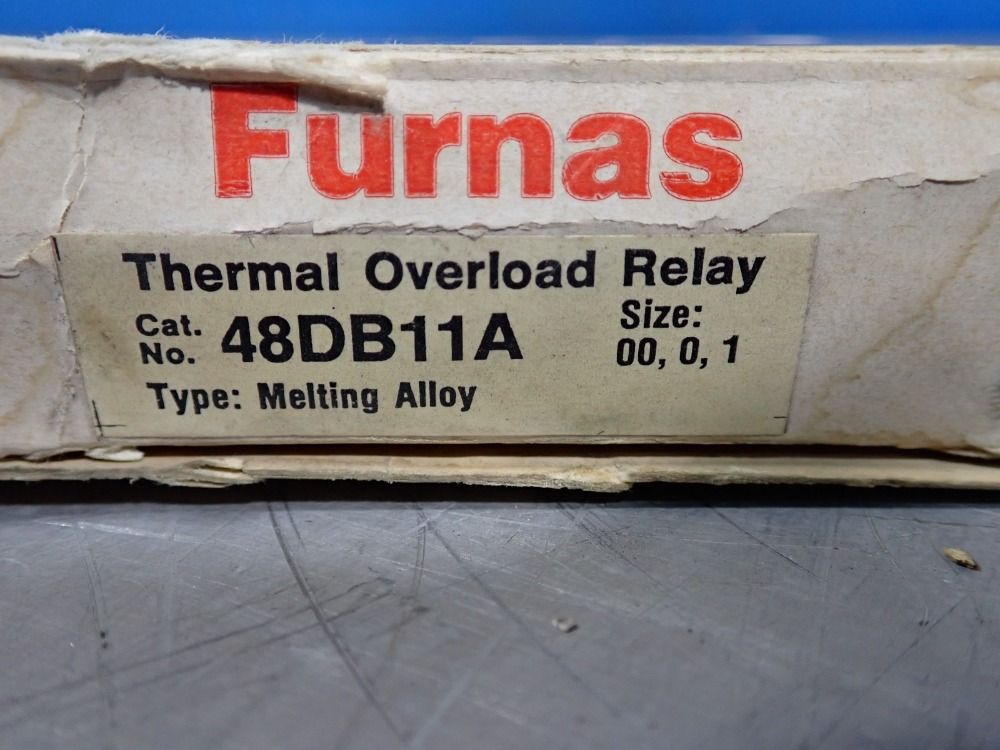 Furnas
Thermal Overload Relay
Cat. No. 48DB11A
Size: 00, 0, 1
Type: Melting Alloy